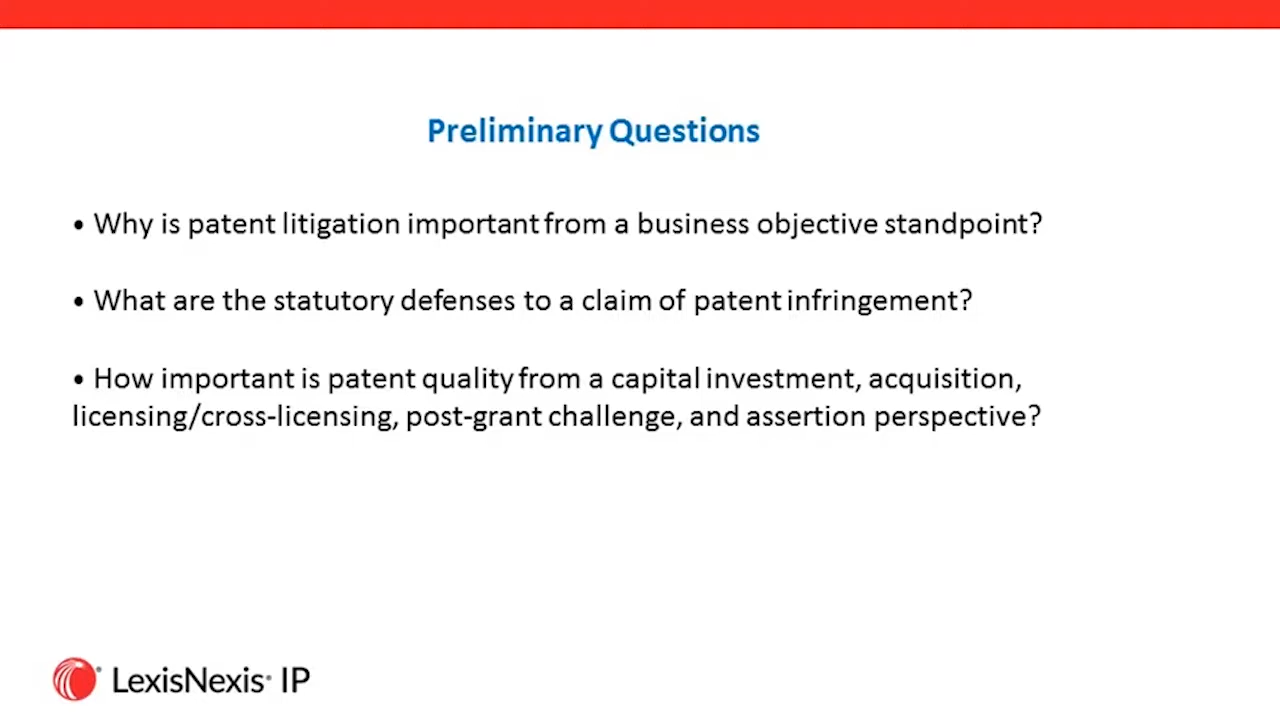 Preliminary Questions
• Why is patent litigation important from a business objective standpoint?
• What are the statutory defenses to a claim of patent infringement?
• How important is patent quality from a capital investment, acquisition,
licensing/cross-licensing, post-grant challenge, and assertion perspective?
LexisNexis® IP